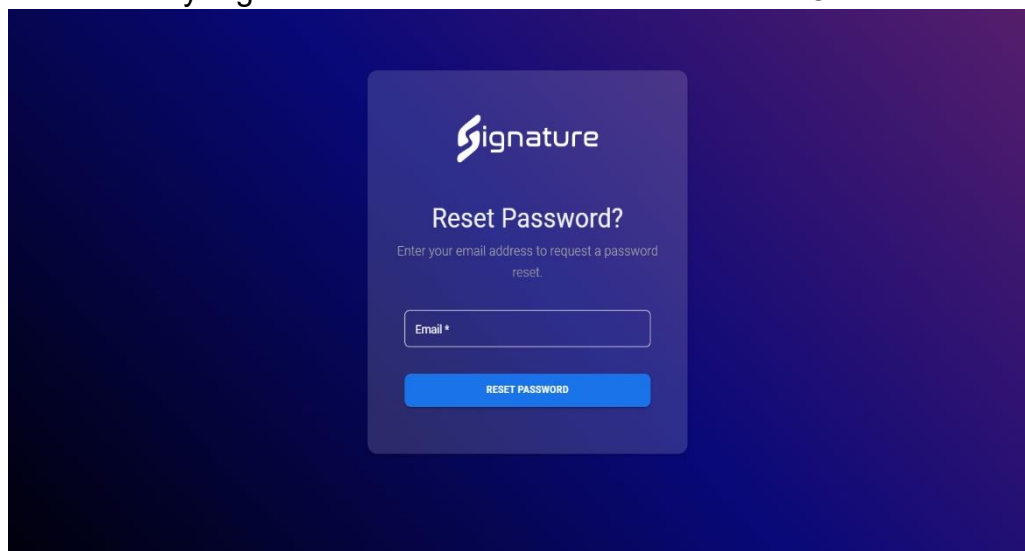 Signature
Reset Password?
Enter your email address to request a password
reset.
Email *
RESET PASSWORD